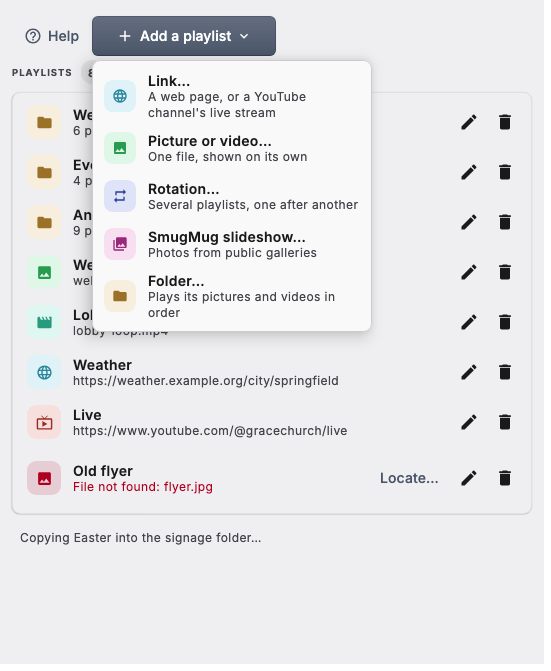 Help
Add a playlist
PLAYLISTS
Link...
A web page, or a YouTube
channel's live stream
Picture or video...
One file, shown on its own
Rotation...
Several playlists, one after another
SmugMug slideshow...
Photos from public galleries
Folder...
Plays its pictures and videos in
order
6
4
9
lobby-loop.mp4
Weather
https://weather.example.org/city/springfield
Live
https://www.youtube.com/@gracechurch/live
Old flyer
File not found: flyer.jpg
Locate...
Copying Easter into the signage folder...